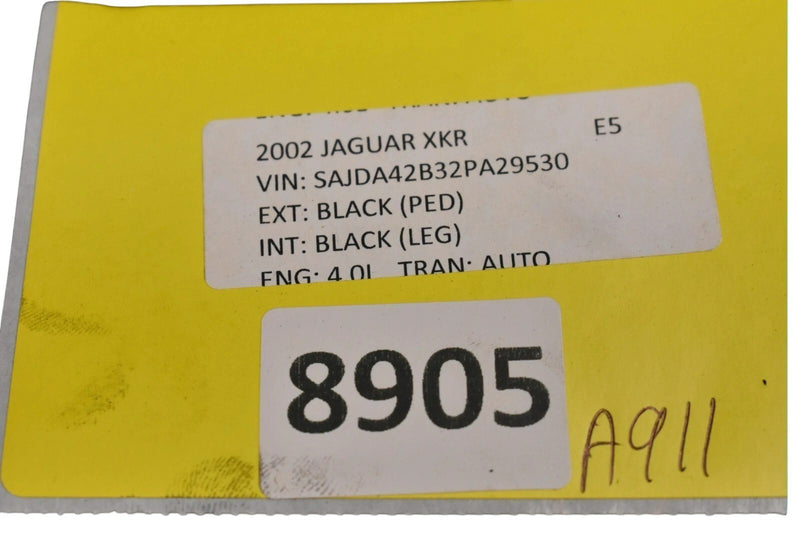 2002 JAGUAR XKR E5
VIN: SAJDA42B32PA29530
EXT: BLACK (PED)
INT: BLACK (LEG)
ENG: 4.0L TRAN: AUTO
8905
A911